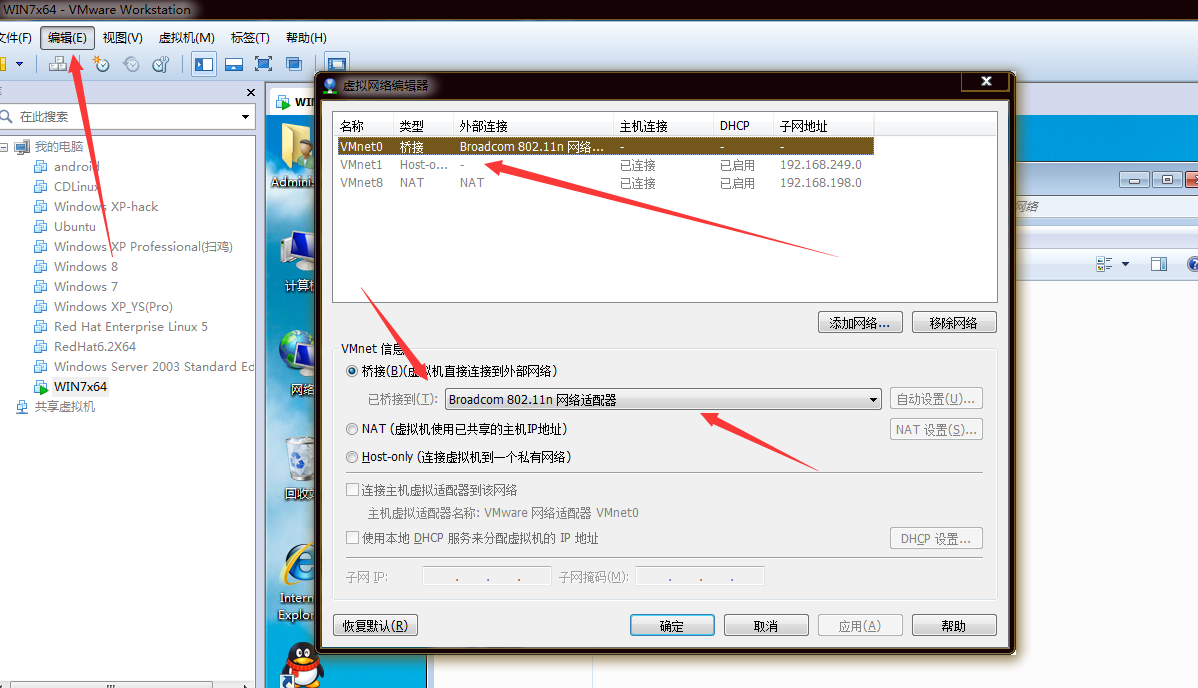 WIN7x64 - VMware Workstation
文件(F) 编辑(E) 视图(V) 虚拟机(M) 标签(T) 帮助(H)
在此搜索
我的电脑
android
CDLinux
Windows XP-hack
Ubuntu
Windows XP Professional(扫鸡)
Windows 8
Windows 7
Windows XP_YS(Pro)
Red Hat Enterprise Linux 5
RedHat6.2X64
Windows Server 2003 Standard Ed
WIN7x64
共享虚拟机
WIN
Admini
计算机
网络
回收站
Intern
Explor
网络
虚拟网络编辑器
名称 类型 外部连接 主机连接 DHCP 子网地址
VMnet0 桥接 Broadcom 802.11n 网络... - - -
VMnet1 Host-o... - 已连接 已启用 192.168.249.0
VMnet8 NAT NAT 已连接 已启用 192.168.198.0
添加网络... 移除网络
VMnet 信息
桥接(B)(虚拟机直接连接到外部网络)
已桥接到(T): Broadcom 802.11n 网络适配器 自动设置(U)...
NAT (虚拟机使用已共享的主机IP地址) NAT 设置(S)...
Host-only (连接虚拟机到一个私有网络)
连接主机虚拟适配器到该网络
主机虚拟适配器名称: VMware 网络适配器 VMnet0
使用本地 DHCP 服务来分配虚拟机的 IP 地址 DHCP 设置...
子网 IP: . . . 子网掩码(M): . . .
恢复默认(R) 确定 取消 应用(A) 帮助